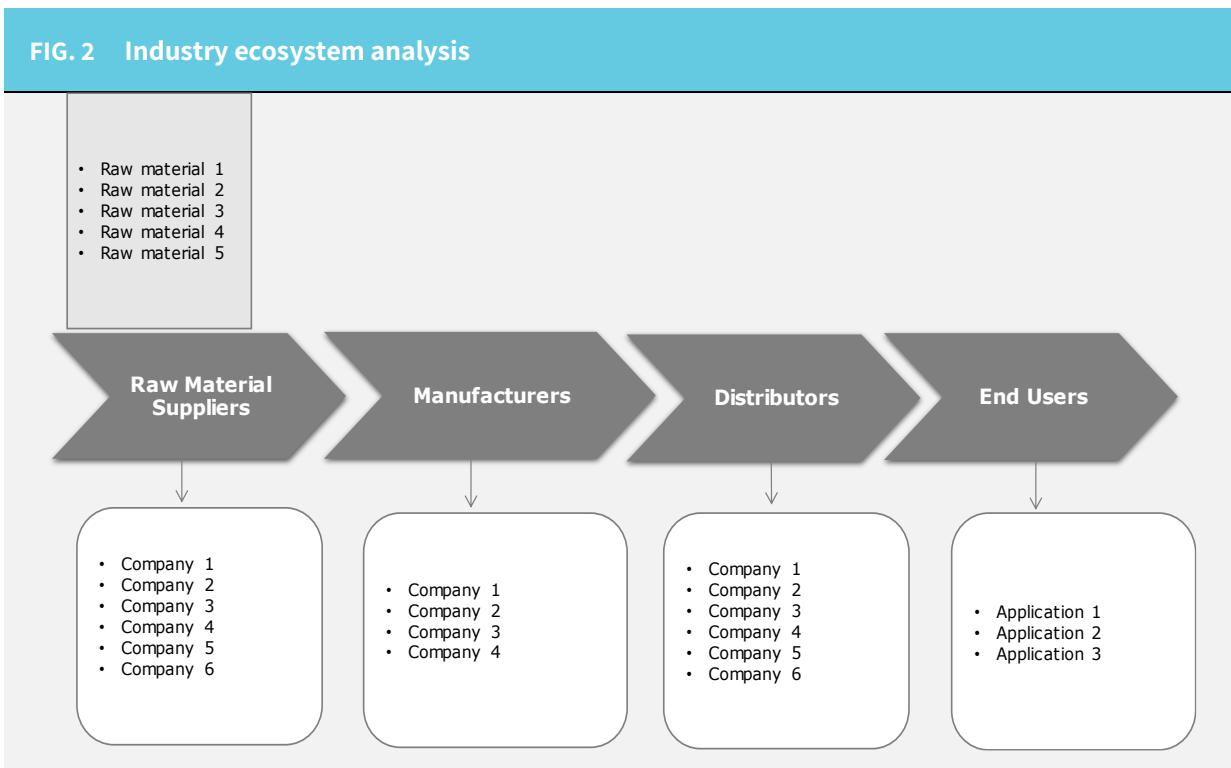 FIG. 2 Industry ecosystem analysis
• Raw material 1
• Raw material 2
• Raw material 3
• Raw material 4
• Raw material 5
Raw Material
Suppliers
Manufacturers
Distributors
End Users
• Company 1
• Company 2
• Company 3
• Company 4
• Company 5
• Company 6
• Company 1
• Company 2
• Company 3
• Company 4
• Company 1
• Company 2
• Company 3
• Company 4
• Company 5
• Company 6
• Application 1
• Application 2
• Application 3